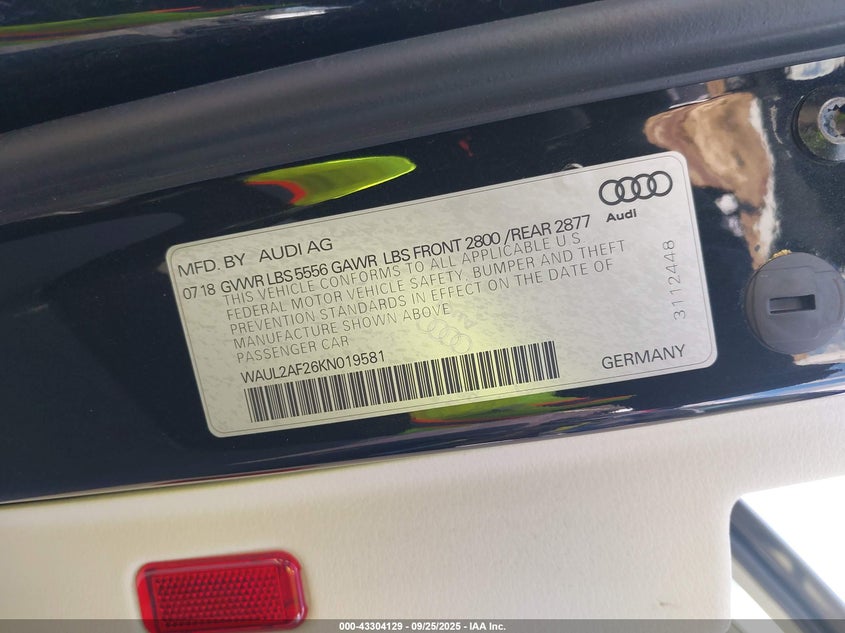 Audi
MFD. BY AUDI AG
07 18 GVWR LBS 5556 GAWR LBS FRONT 2800 / REAR 2877
THIS VEHICLE CONFORMS TO ALL APPLICABLE U S
FEDERAL MOTOR VEHICLE SAFETY, BUMPER AND THEFT
PREVENTION STANDARDS IN EFFECT ON THE DATE OF
MANUFACTURE SHOWN ABOVE
PASSENGER CAR
WAUL2AF26KN019581
GERMANY
3112448
000-43304129 - 09/25/2025 - IAA Inc.